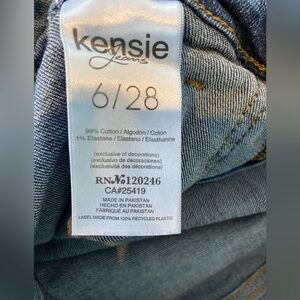 kensie
Jeans
6/28
99% Cotton / Algodón / Coton
1% Elastane / Elastano / Elasthanne
(exclusive of decorations)
(exclusivo de decoraciones)
(exclusivité des décorations)
RN№120246
CA#25419
MADE IN PAKISTAN
HECHO EN PAKISTAN
FABRIQUÉ AU PAKISTAN
LABEL MADE FROM 100% RECYCLED PLASTIC